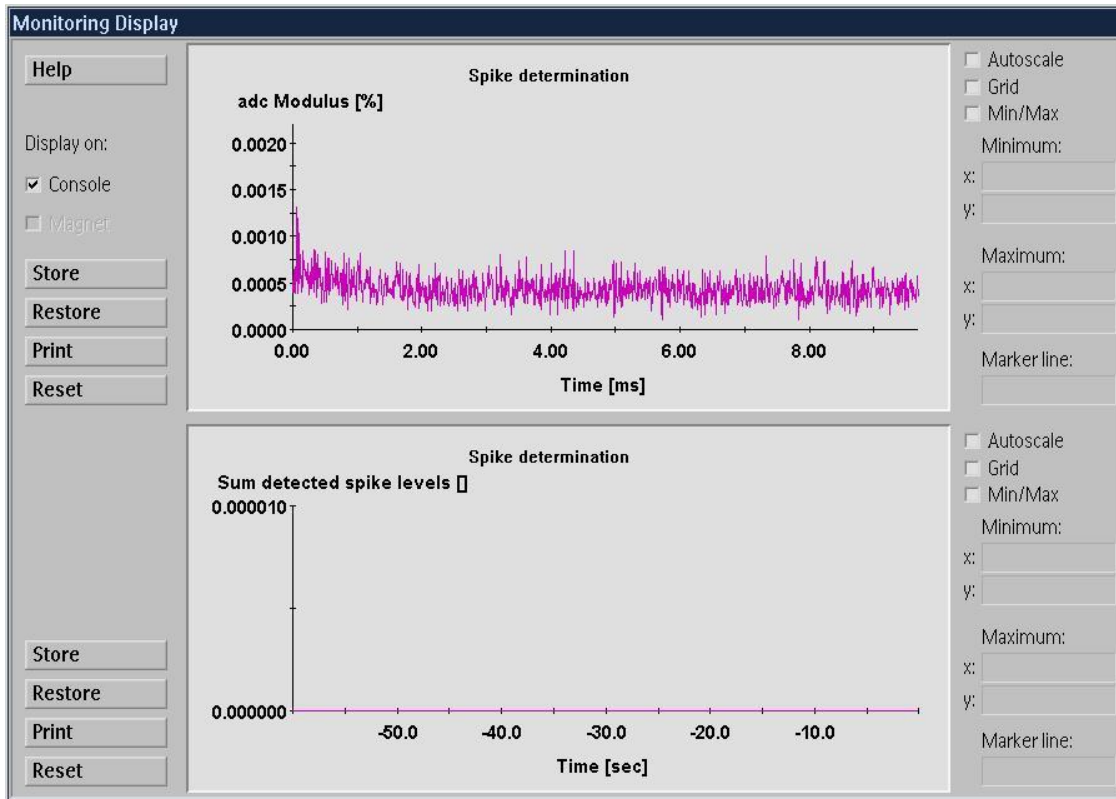 Monitoring Display
Help
Display on:
Console
Magnet
Store
Restore
Print
Reset
Spike determination
adc Modulus [%]
0.0020
0.0015
0.0010
0.0005
0.0000
0.00 2.00 4.00 6.00 8.00
Time [ms]
Autoscale
Grid
Min/Max
Minimum:
x:
y:
Maximum:
x:
y:
Marker line:
Store
Restore
Print
Reset
Spike determination
Sum detected spike levels []
0.000010
0.000000
-50.0 -40.0 -30.0 -20.0 -10.0
Time [sec]
Autoscale
Grid
Min/Max
Minimum:
x:
y:
Maximum:
x:
y:
Marker line: